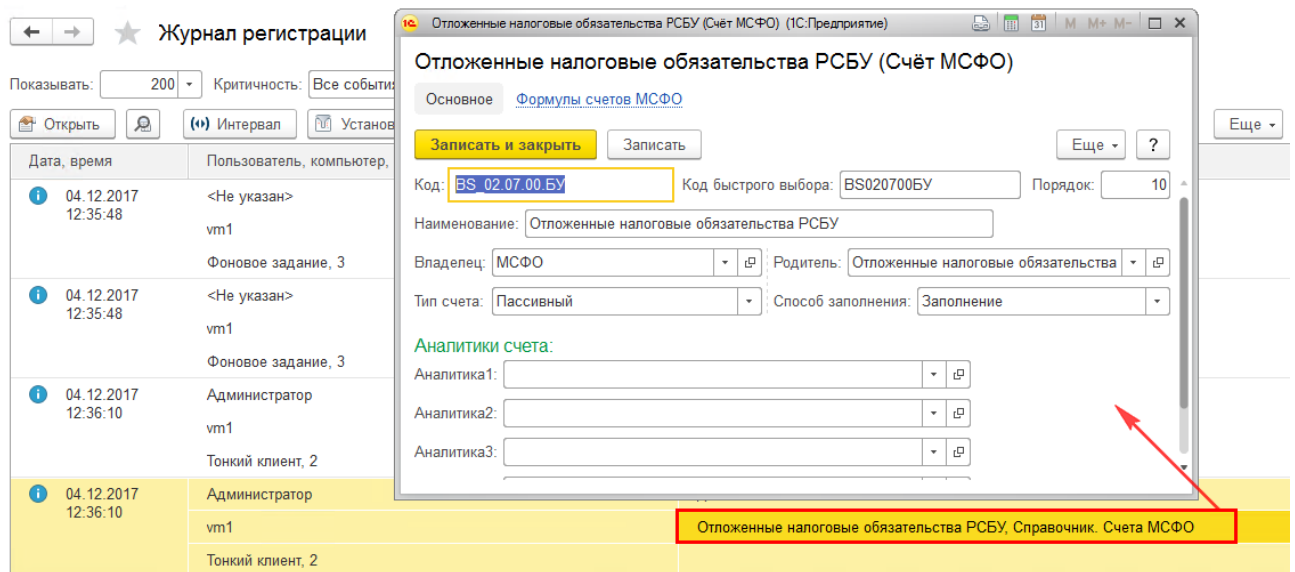 Журнал регистрации
Показывать: 200 Критичность: Все события
Открыть Интервал Установ
Еще
Дата, время Пользователь, компьютер,
04.12.2017 <Не указан>
12:35:48
vm1
Фоновое задание, 3
04.12.2017 <Не указан>
12:35:48
vm1
Фоновое задание, 3
04.12.2017 Администратор
12:36:10
vm1
Тонкий клиент, 2
04.12.2017 Администратор
12:36:10
vm1 Отложенные налоговые обязательства РСБУ, Справочник. Счета МСФО
Тонкий клиент, 2
1С Отложенные налоговые обязательства РСБУ (Счёт МСФО) (1С:Предприятие) 31 M M+ M-
Отложенные налоговые обязательства РСБУ (Счёт МСФО)
Основное Формулы счетов МСФО
Записать и закрыть Записать Еще ?
Код: BS_02.07.00.БУ Код быстрого выбора: BS020700БУ Порядок: 10
Наименование: Отложенные налоговые обязательства РСБУ
Владелец: МСФО Родитель: Отложенные налоговые обязательства
Тип счета: Пассивный Способ заполнения: Заполнение
Аналитики счета:
Аналитика1:
Аналитика2:
Аналитика3: